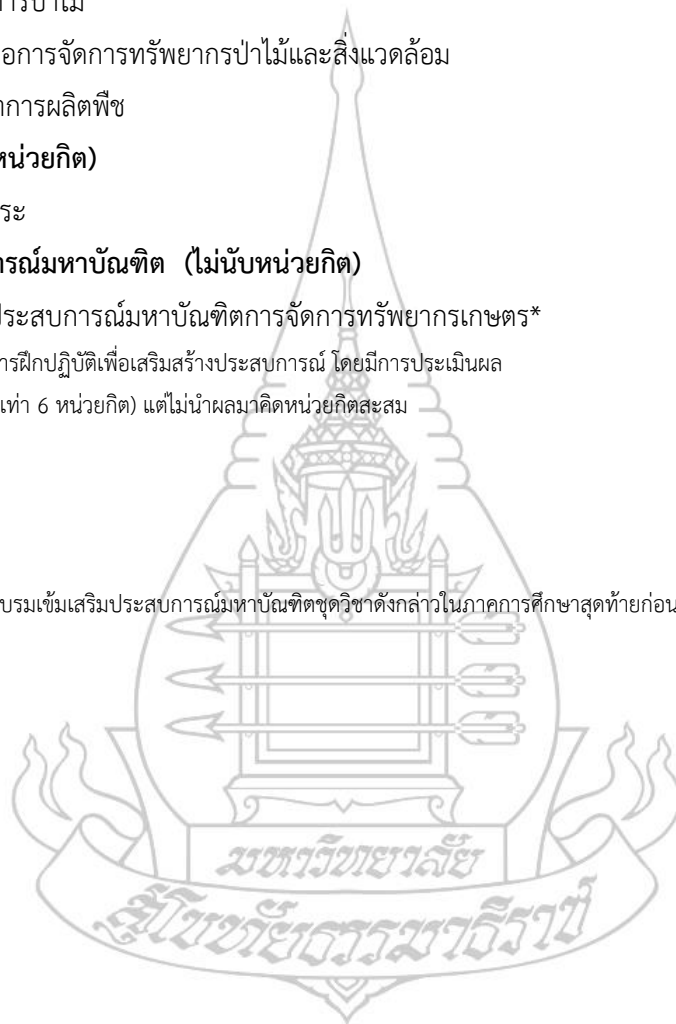 การป่าไม้
อการจัดการทรัพยากรป่าไม้และสิ่งแวดล้อม
าการผลิตพืช
หน่วยกิต)
ระ
ารณ์มหาบัณฑิต (ไม่นับหน่วยกิต)
ประสบการณ์มหาบัณฑิตการจัดการทรัพยากรเกษตร*
ารฝึกปฏิบัติเพื่อเสริมสร้างประสบการณ์ โดยมีการประเมินผล
เท่า 6 หน่วยกิต) แต่ไม่นำผลมาคิดหน่วยกิตสะสม
บรมเข้มเสริมประสบการณ์มหาบัณฑิตชุดวิชาดังกล่าวในภาคการศึกษาสุดท้ายก่อน
มหาวิทยาลัย
สุโขทัยธรรมาธิราช